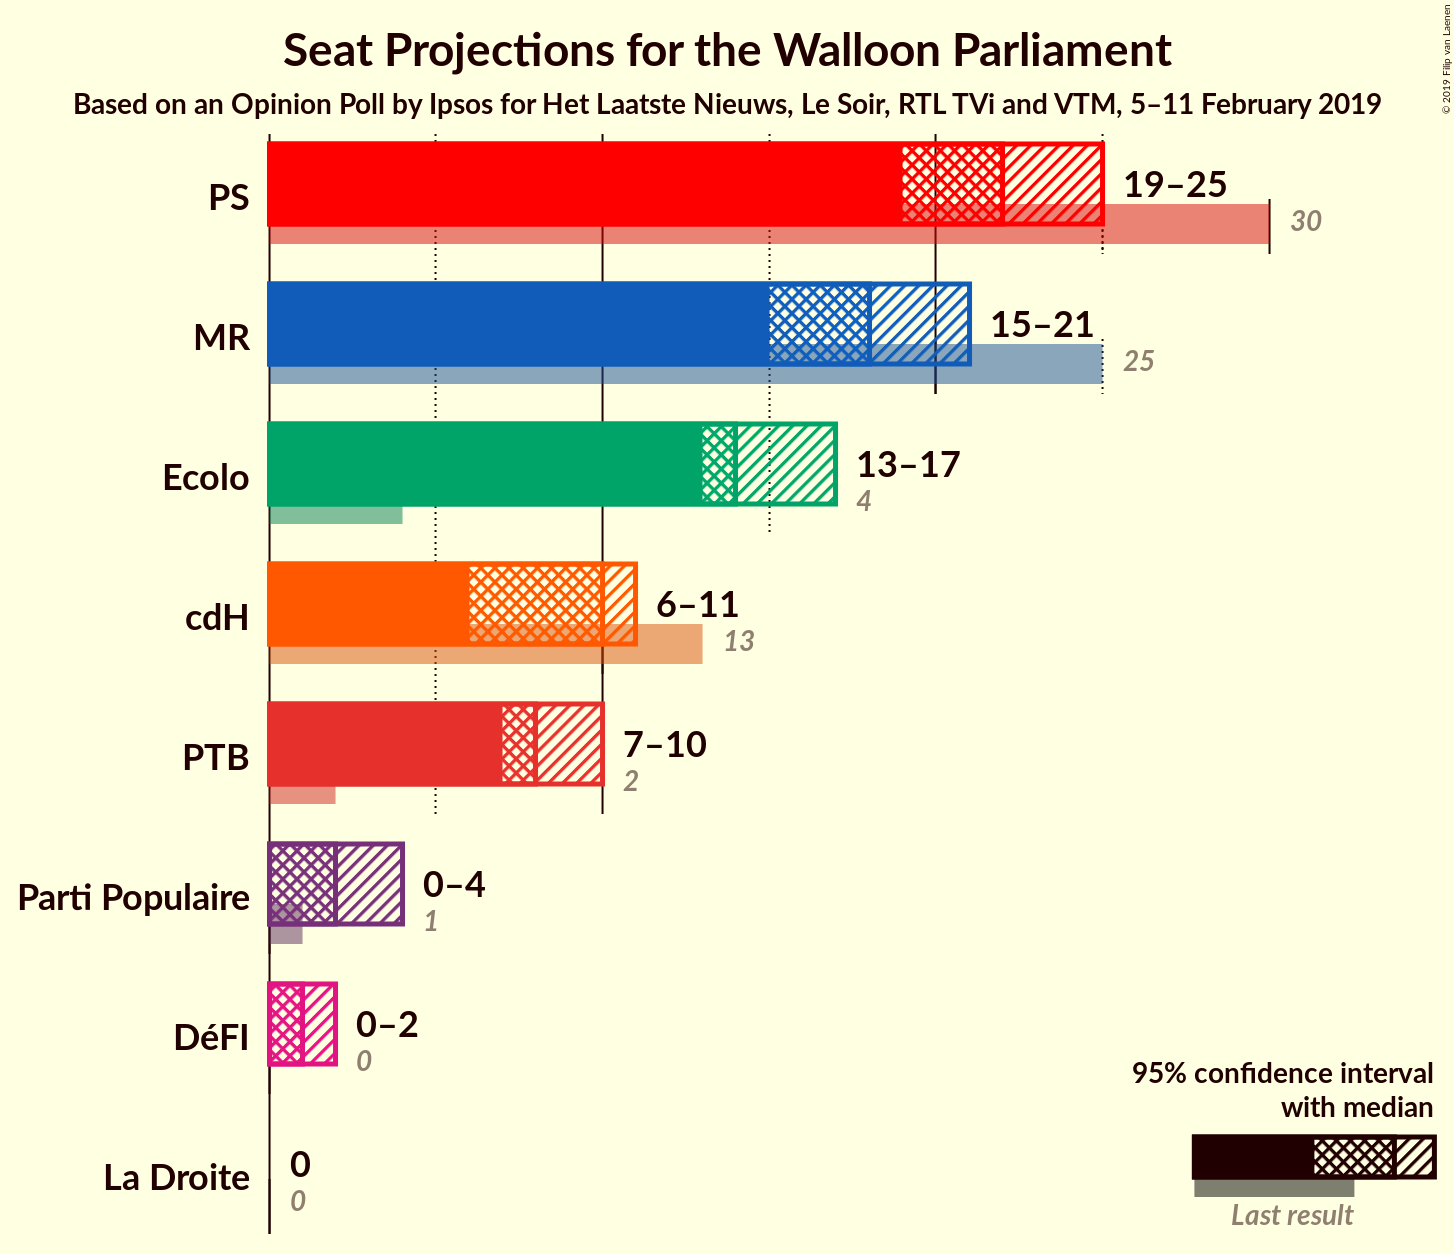 Seat Projections for the Walloon Parliament
Based on an Opinion Poll by Ipsos for Het Laatste Nieuws, Le Soir, RTL TVi and VTM, 5–11 February 2019
© 2019 Filip van Laenen
PS
19–25
30
MR
15–21
25
Ecolo
13–17
4
cdH
6–11
13
PTB
7–10
2
Parti Populaire
0–4
1
DéFI
0–2
0
La Droite
0
0
95% confidence interval
with median
Last result